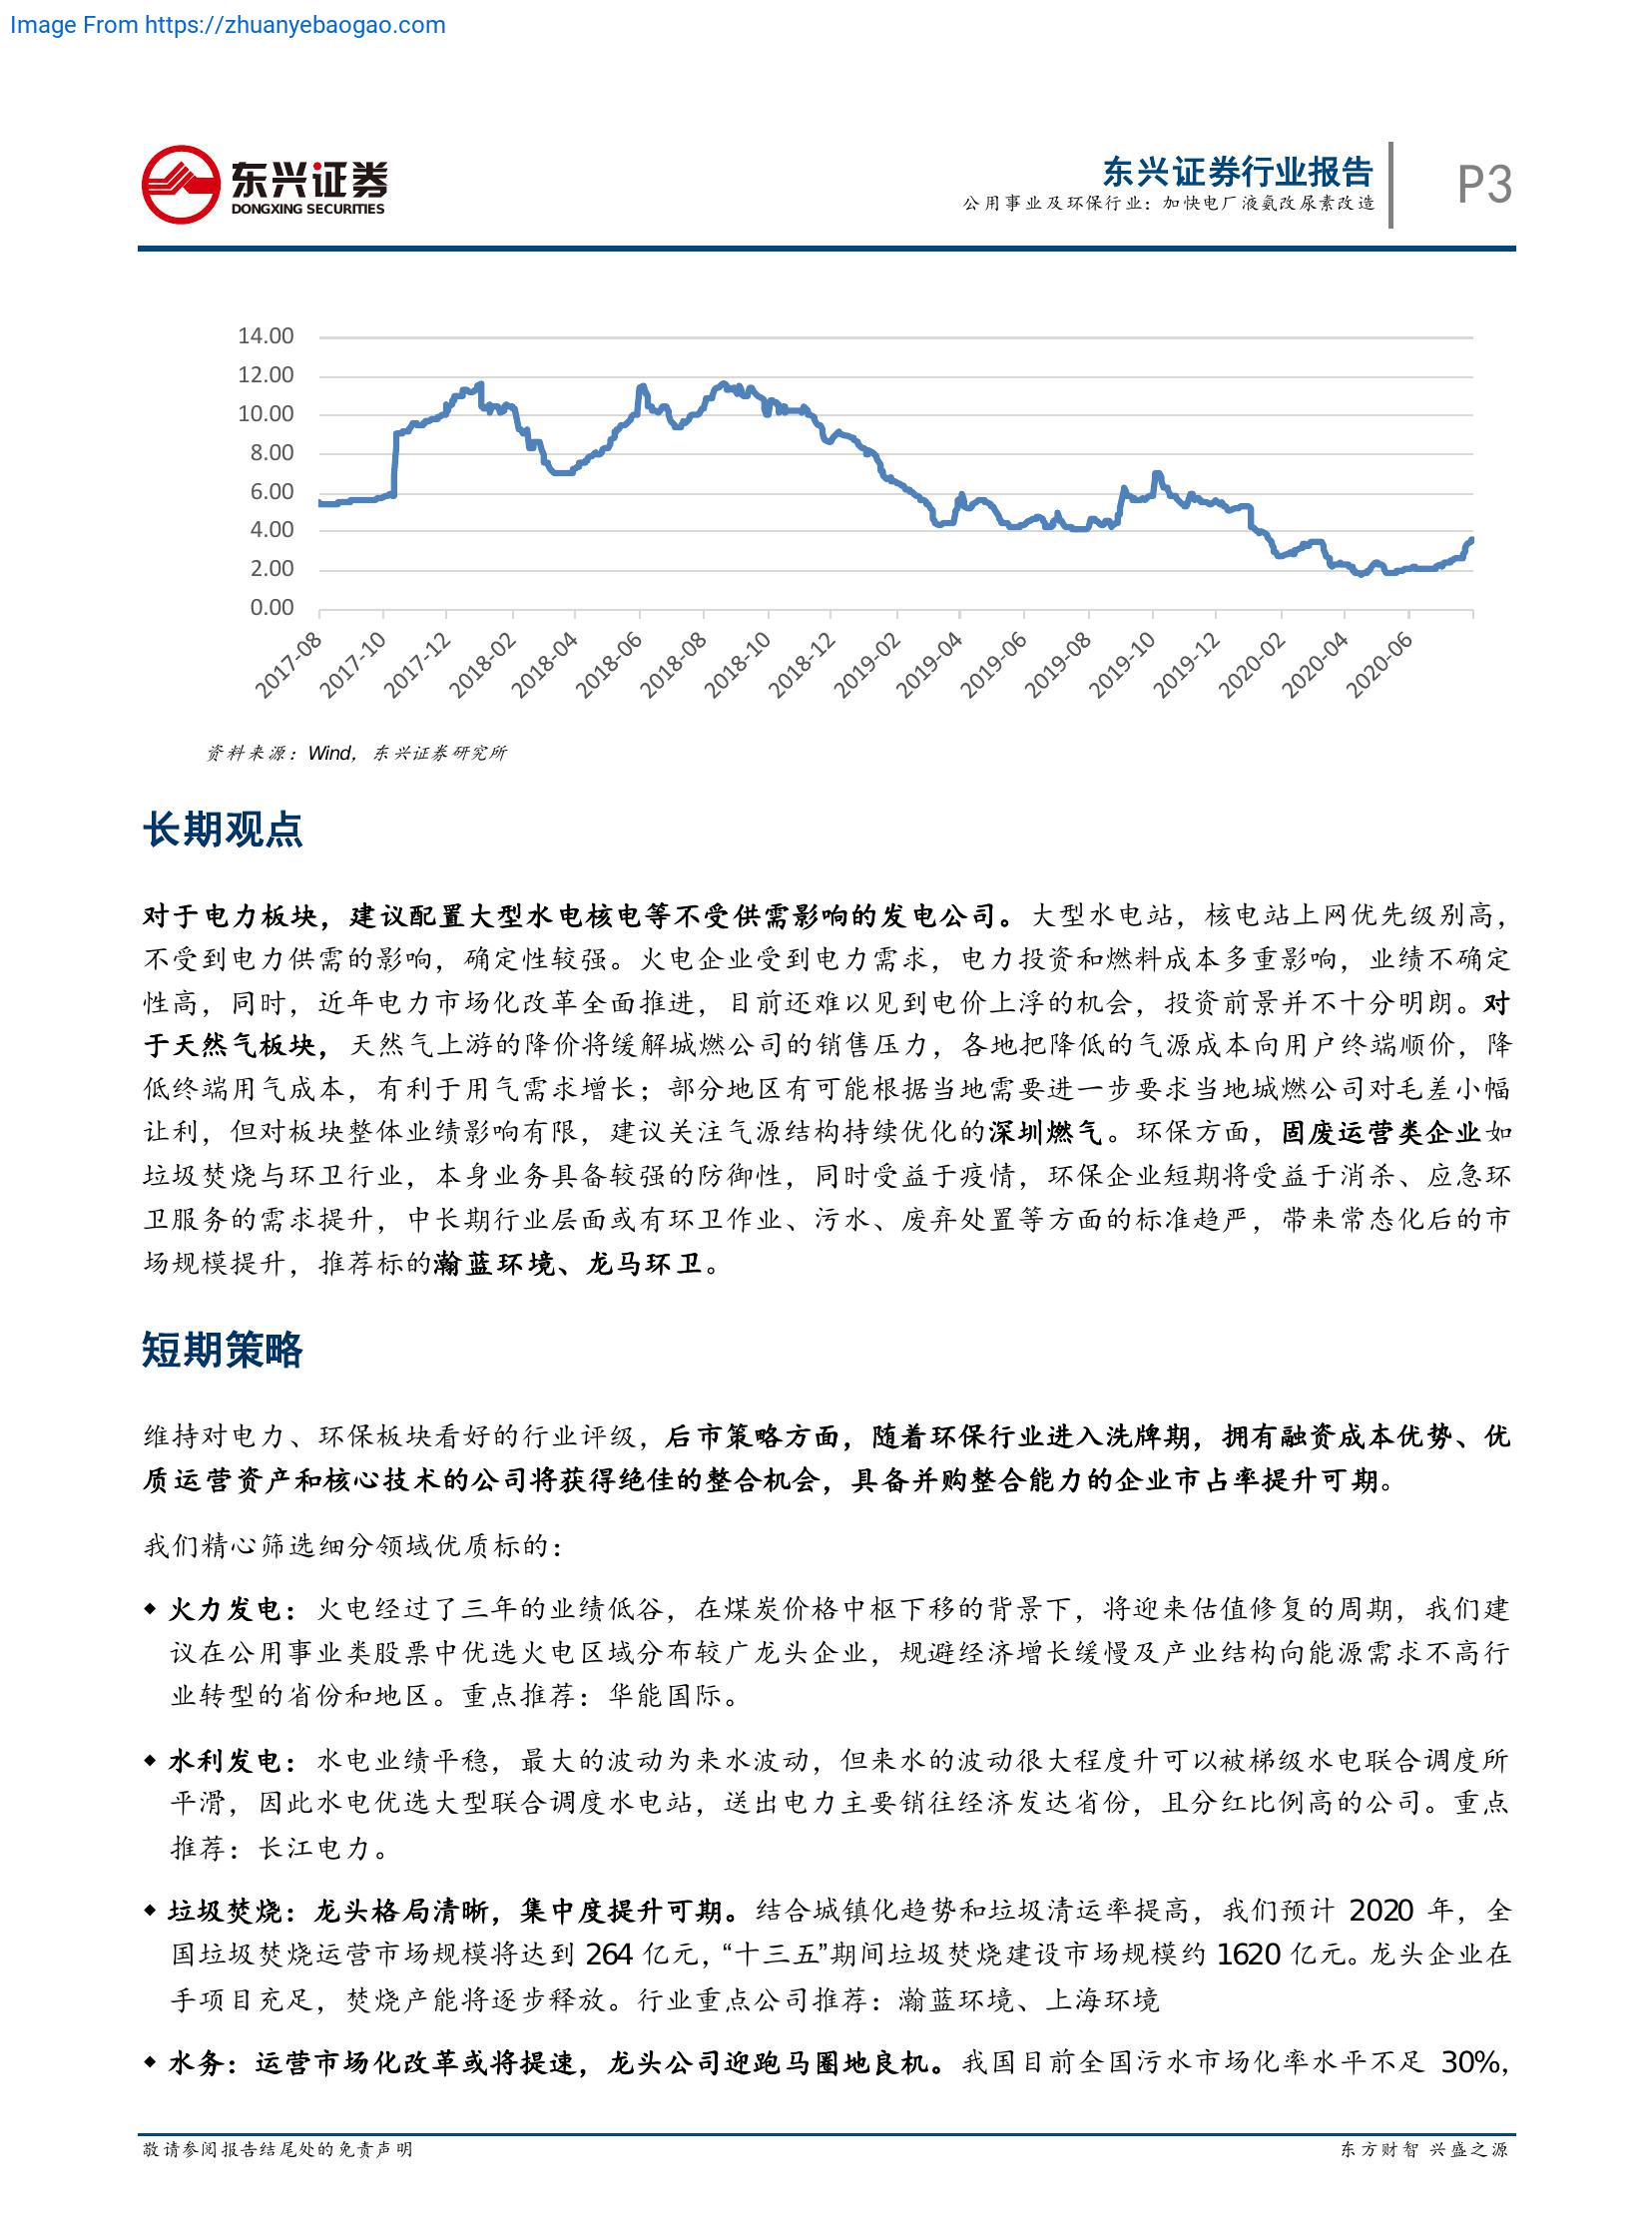 Image From https://zhuanyebaogao.com
东兴证券
DONGXING SECURITIES
东兴证券行业报告
公用事业及环保行业：加快电厂液氨改尿素改造
P3
14.00
12.00
10.00
8.00
6.00
4.00
2.00
0.00
2017-08
2017-10
2017-12
2018-02
2018-04
2018-06
2018-08
2018-10
2018-12
2019-02
2019-04
2019-06
2019-08
2019-10
2019-12
2020-02
2020-04
2020-06
资料来源：Wind，东兴证券研究所
长期观点
对于电力板块，建议配置大型水电核电等不受供需影响的发电公司。大型水电站，核电站上网优先级别高，
不受到电力供需的影响，确定性较强。火电企业受到电力需求，电力投资和燃料成本多重影响，业绩不确定
性高，同时，近年电力市场化改革全面推进，目前还难以见到电价上浮的机会，投资前景并不十分明朗。对
于天然气板块，天然气上游的降价将缓解城燃公司的销售压力，各地把降低的气源成本向用户终端顺价，降
低终端用气成本，有利于用气需求增长；部分地区有可能根据当地需要进一步要求当地城燃公司对毛差小幅
让利，但对板块整体业绩影响有限，建议关注气源结构持续优化的深圳燃气。环保方面，固废运营类企业如
垃圾焚烧与环卫行业，本身业务具备较强的防御性，同时受益于疫情，环保企业短期将受益于消杀、应急环
卫服务的需求提升，中长期行业层面或有环卫作业、污水、废弃处置等方面的标准趋严，带来常态化后的市
场规模提升，推荐标的瀚蓝环境、龙马环卫。
短期策略
维持对电力、环保板块看好的行业评级，后市策略方面，随着环保行业进入洗牌期，拥有融资成本优势、优
质运营资产和核心技术的公司将获得绝佳的整合机会，具备并购整合能力的企业市占率提升可期。
我们精心筛选细分领域优质标的：
◆ 火力发电：火电经过了三年的业绩低谷，在煤炭价格中枢下移的背景下，将迎来估值修复的周期，我们建
议在公用事业类股票中优选火电区域分布较广龙头企业，规避经济增长缓慢及产业结构向能源需求不高行
业转型的省份和地区。重点推荐：华能国际。
◆ 水利发电：水电业绩平稳，最大的波动为来水波动，但来水的波动很大程度升可以被梯级水电联合调度所
平滑，因此水电优选大型联合调度水电站，送出电力主要销往经济发达省份，且分红比例高的公司。重点
推荐：长江电力。
◆ 垃圾焚烧：龙头格局清晰，集中度提升可期。结合城镇化趋势和垃圾清运率提高，我们预计 2020 年，全
国垃圾焚烧运营市场规模将达到 264 亿元，“十三五”期间垃圾焚烧建设市场规模约 1620 亿元。龙头企业在
手项目充足，焚烧产能将逐步释放。行业重点公司推荐：瀚蓝环境、上海环境
◆ 水务：运营市场化改革或将提速，龙头公司迎跑马圈地良机。我国目前全国污水市场化率水平不足 30%，
敬请参阅报告结尾处的免责声明
东方财智 兴盛之源